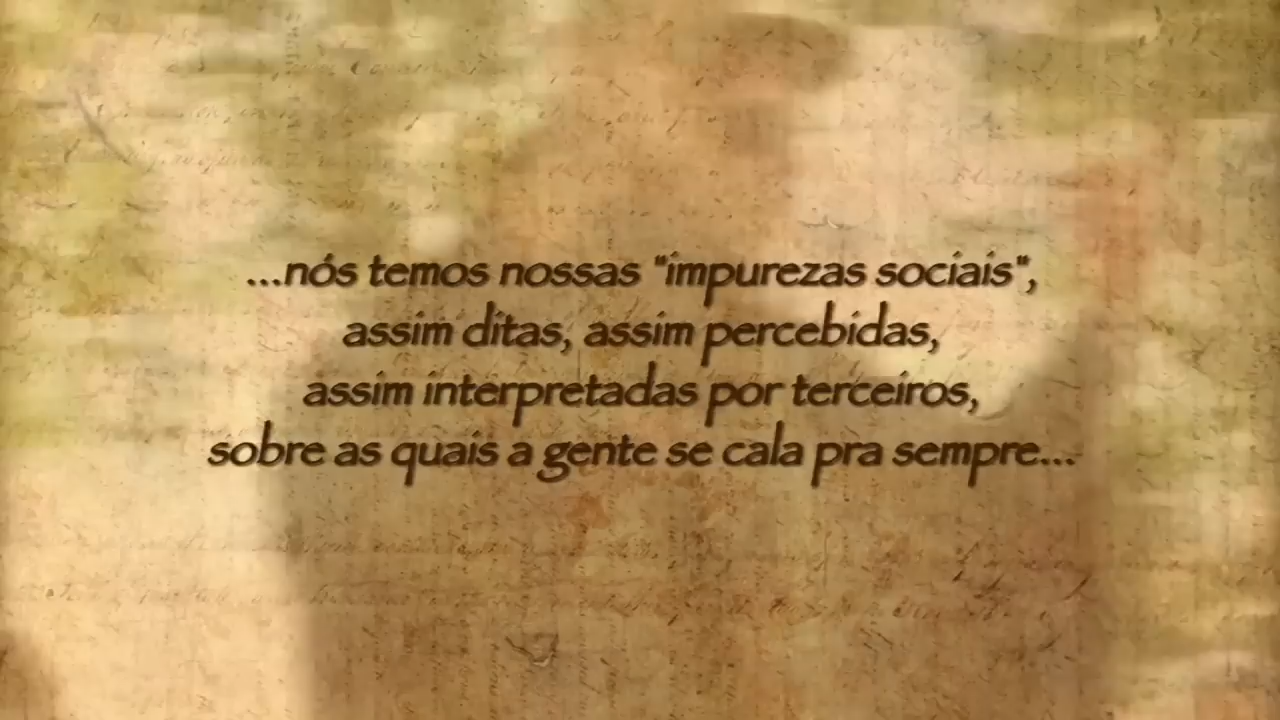 ...nós temos nossas "impurezas sociais",
assim ditas, assim percebidas,
assim interpretadas por terceiros,
sobre as quais a gente se cala pra sempre...